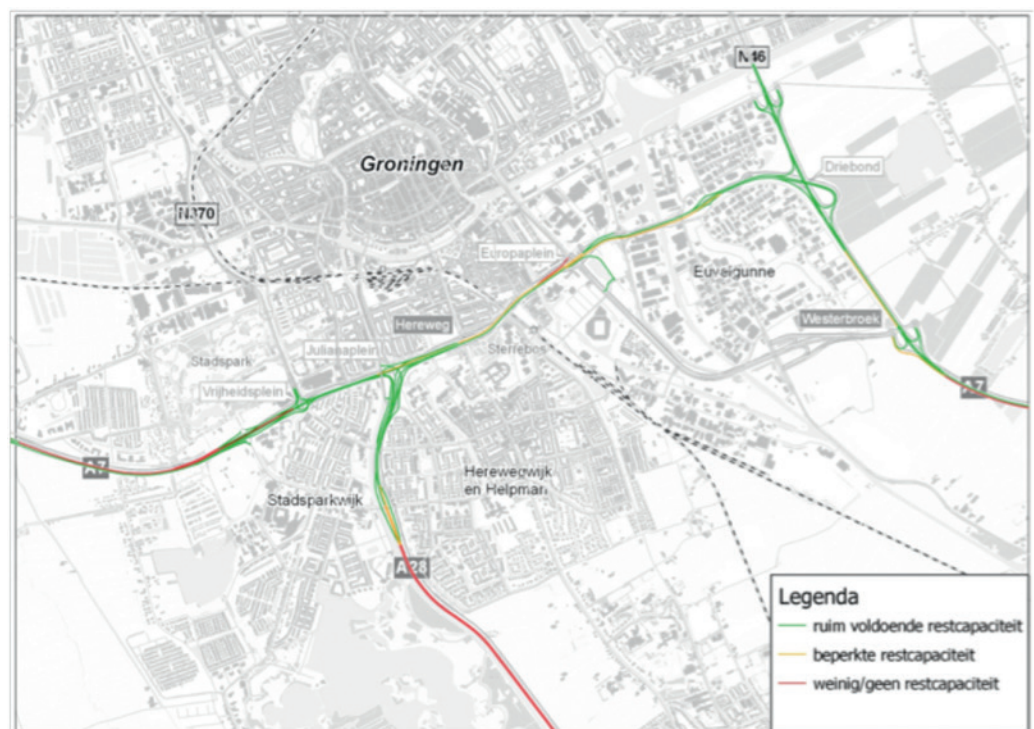 N46
Groningen
Driebond
N370
Europaplein
Euvelgunne
Hereweg
Westerbroek
Julianaplein
Sterrebos
Stadspark
Vrijheidsplein
A7
A7
Herewegwijk
en Helpman
Stadsparkwijk
A28
Legenda
ruim voldoende restcapaciteit
beperkte restcapaciteit
weinig/geen restcapaciteit